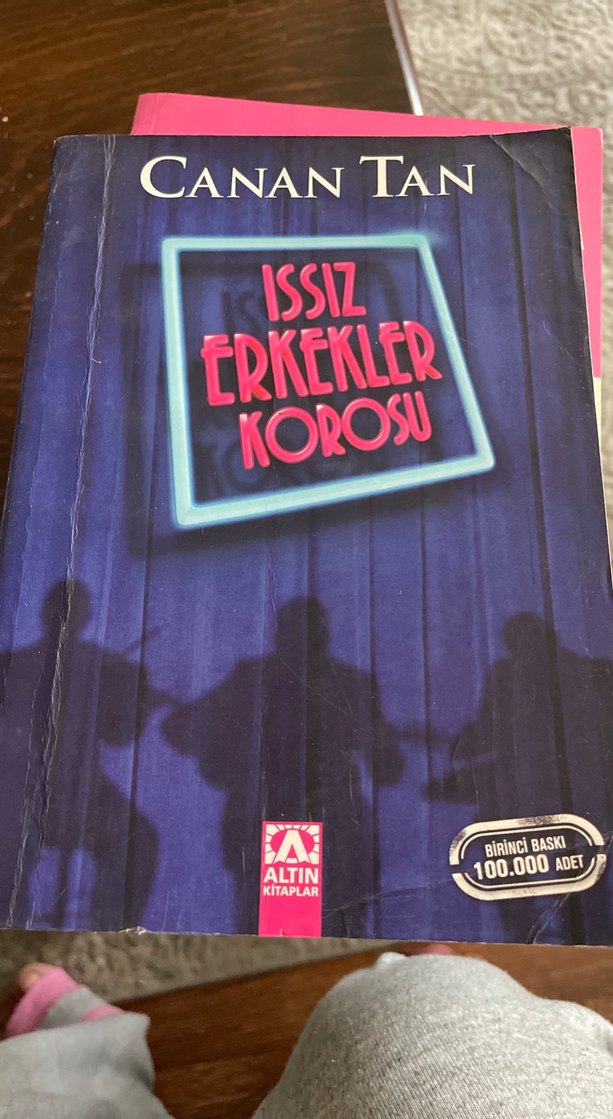 CANAN TAN
ISSIZ
ERKEKLER
KOROSU
BİRİNCİ BASKI
100.000 ADET
ALTIN
KİTAPLAR